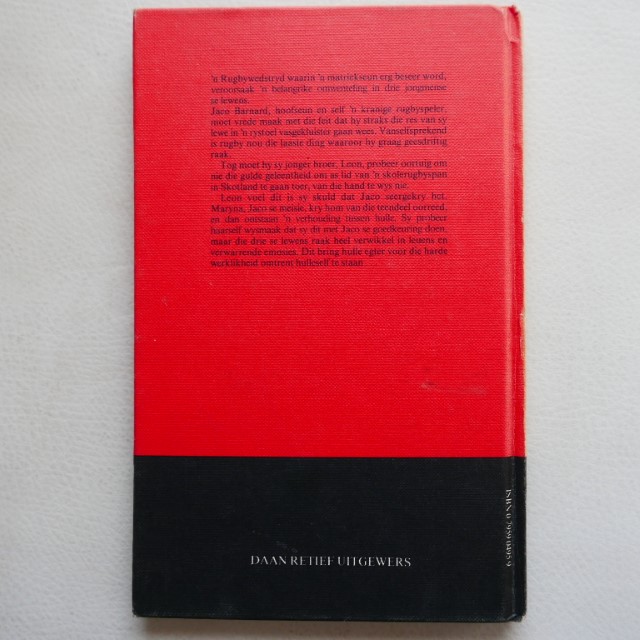 'n Rugbywedstryd waarin 'n matriekseun erg beseer word,
veroorsaak 'n belangrike ommekeer in drie jongmense
se lewens.
Jaco Barnard, hoofseun en self 'n kranige rugbyspeler,
moet vrede maak met die feit dat hy straks die res van sy
lewe in 'n rystoel vasgekluister gaan wees. Vanselfsprekend
is rugby nou die laaste ding waaroor hy graag geesdriftig
raak.
Tog moet hy sy jonger broer, Leon, probeer oortuig om
nie die gulde geleentheid om as lid van 'n skolerugbyspan
in Skotland te gaan toer, van die hand te wys nie.
Leon voel dit is sy skuld dat Jaco seergekry het.
Maryna, Jaco se meisie, kry hom van die teendeel oorreed,
en dan ontstaan 'n verhouding tussen hulle. Sy probeer
haarself wysmaak dat sy dit met Jaco se goedkeuring doen,
maar die drie se lewens raak heel verwikkel in leuens en
verwarrende emosies. Dit bring hulle egter voor die harde
werklikheid omtrent hulleself te staan.
DAAN RETIEF UITGEWERS